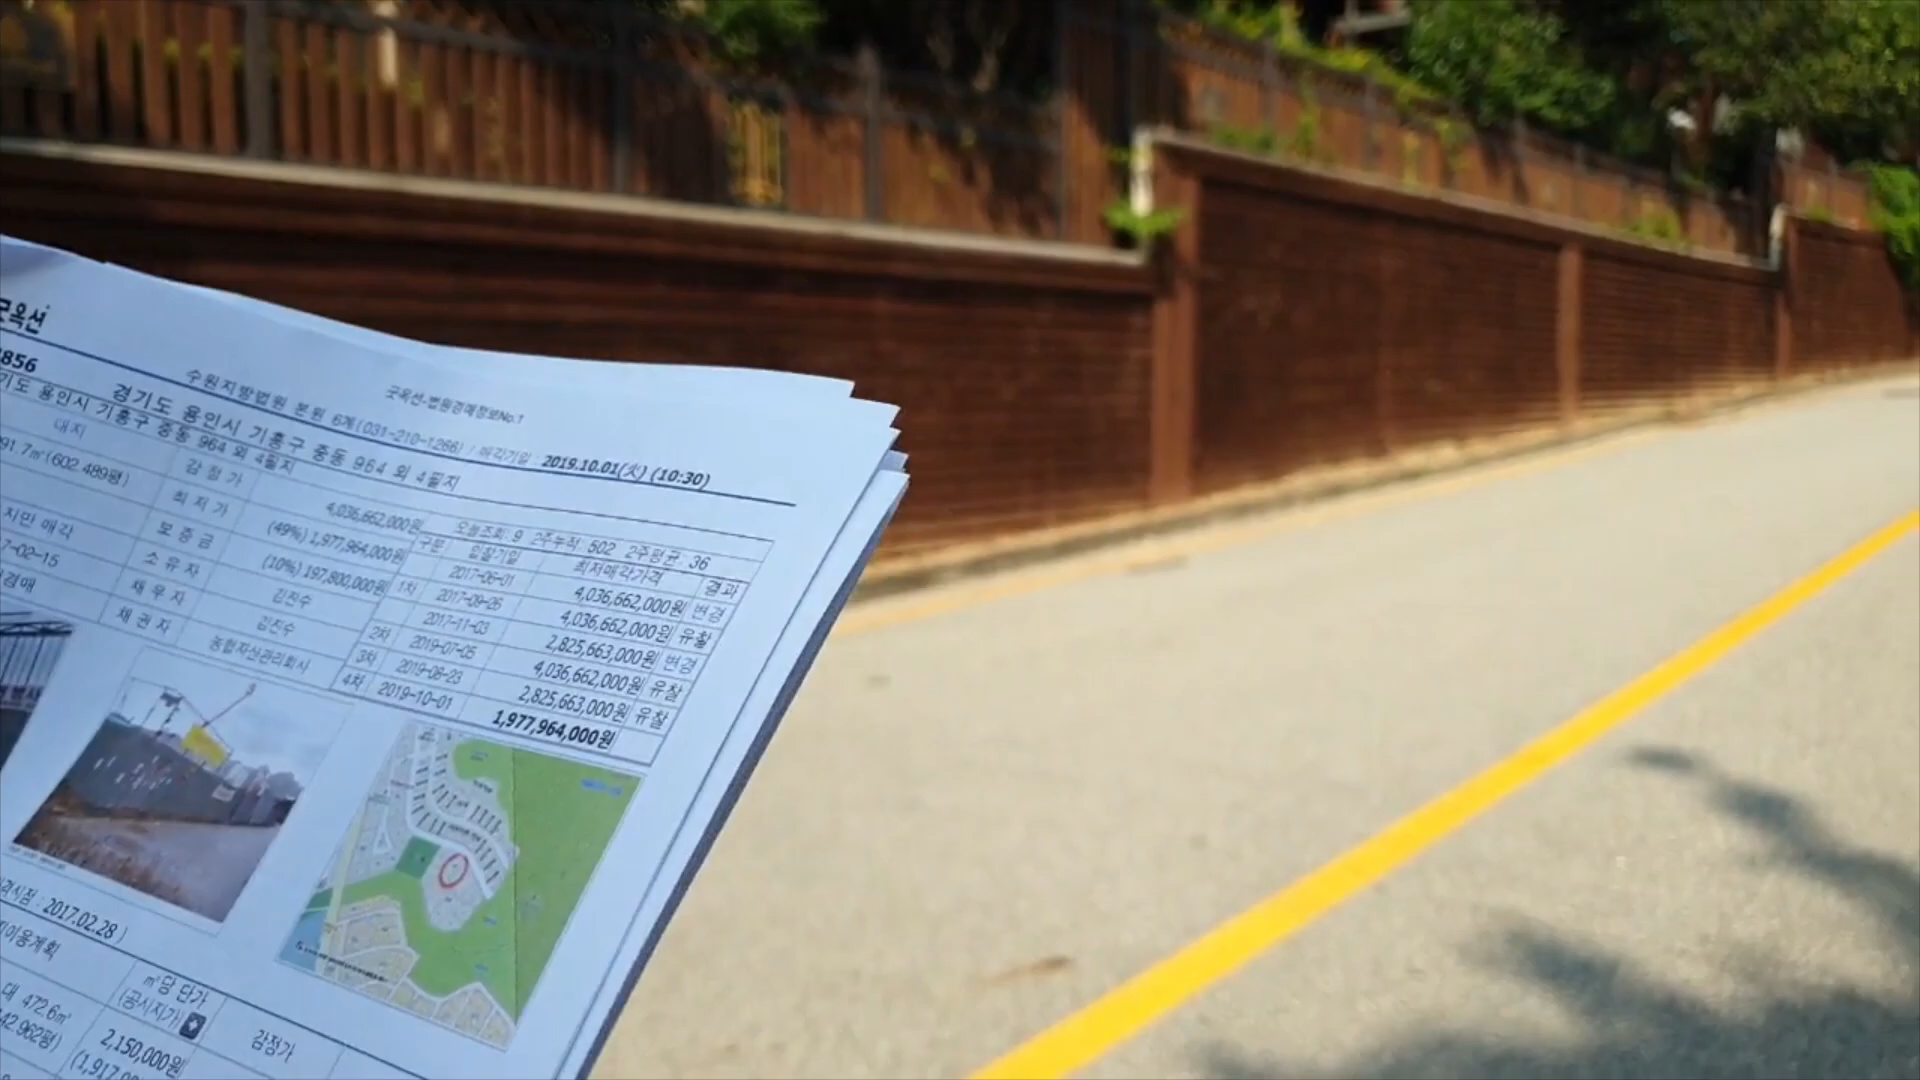 굿옥션
856
수원지방법원 본원 6계(031-210-1266) / 매각기일 : 2019.10.01(火) (10:30)
굿옥션-법원경매정보No.1
경기도 용인시 기흥구 중동 964 외 4필지
기도 용인시 기흥구 중동 964 외 4필지
대지 감정가 4,036,662,000원
91.7㎡(602.489평) 최저가 (49%) 1,977,964,000원
지만 매각 보증금 (10%) 197,800,000원
7-02-15 소유자 김진수
경매 채무자 김진수
채권자 농협자산관리회사
오늘조회: 9 2주누적: 502 2주평균: 36
구분 입찰기일 최저매각가격 결과
2017-06-01 4,036,662,000원 변경
1차 2017-09-26 4,036,662,000원 유찰
2017-11-03 2,825,663,000원 변경
2차 2019-07-05 4,036,662,000원 유찰
3차 2019-08-23 2,825,663,000원 유찰
4차 2019-10-01 1,977,964,000원
격시점 : 2017.02.28 )
지이용계획
㎡당 단가
(공시지가)
감정가
대 472.6㎡
42.962평)
2,150,000원
(1,917,0